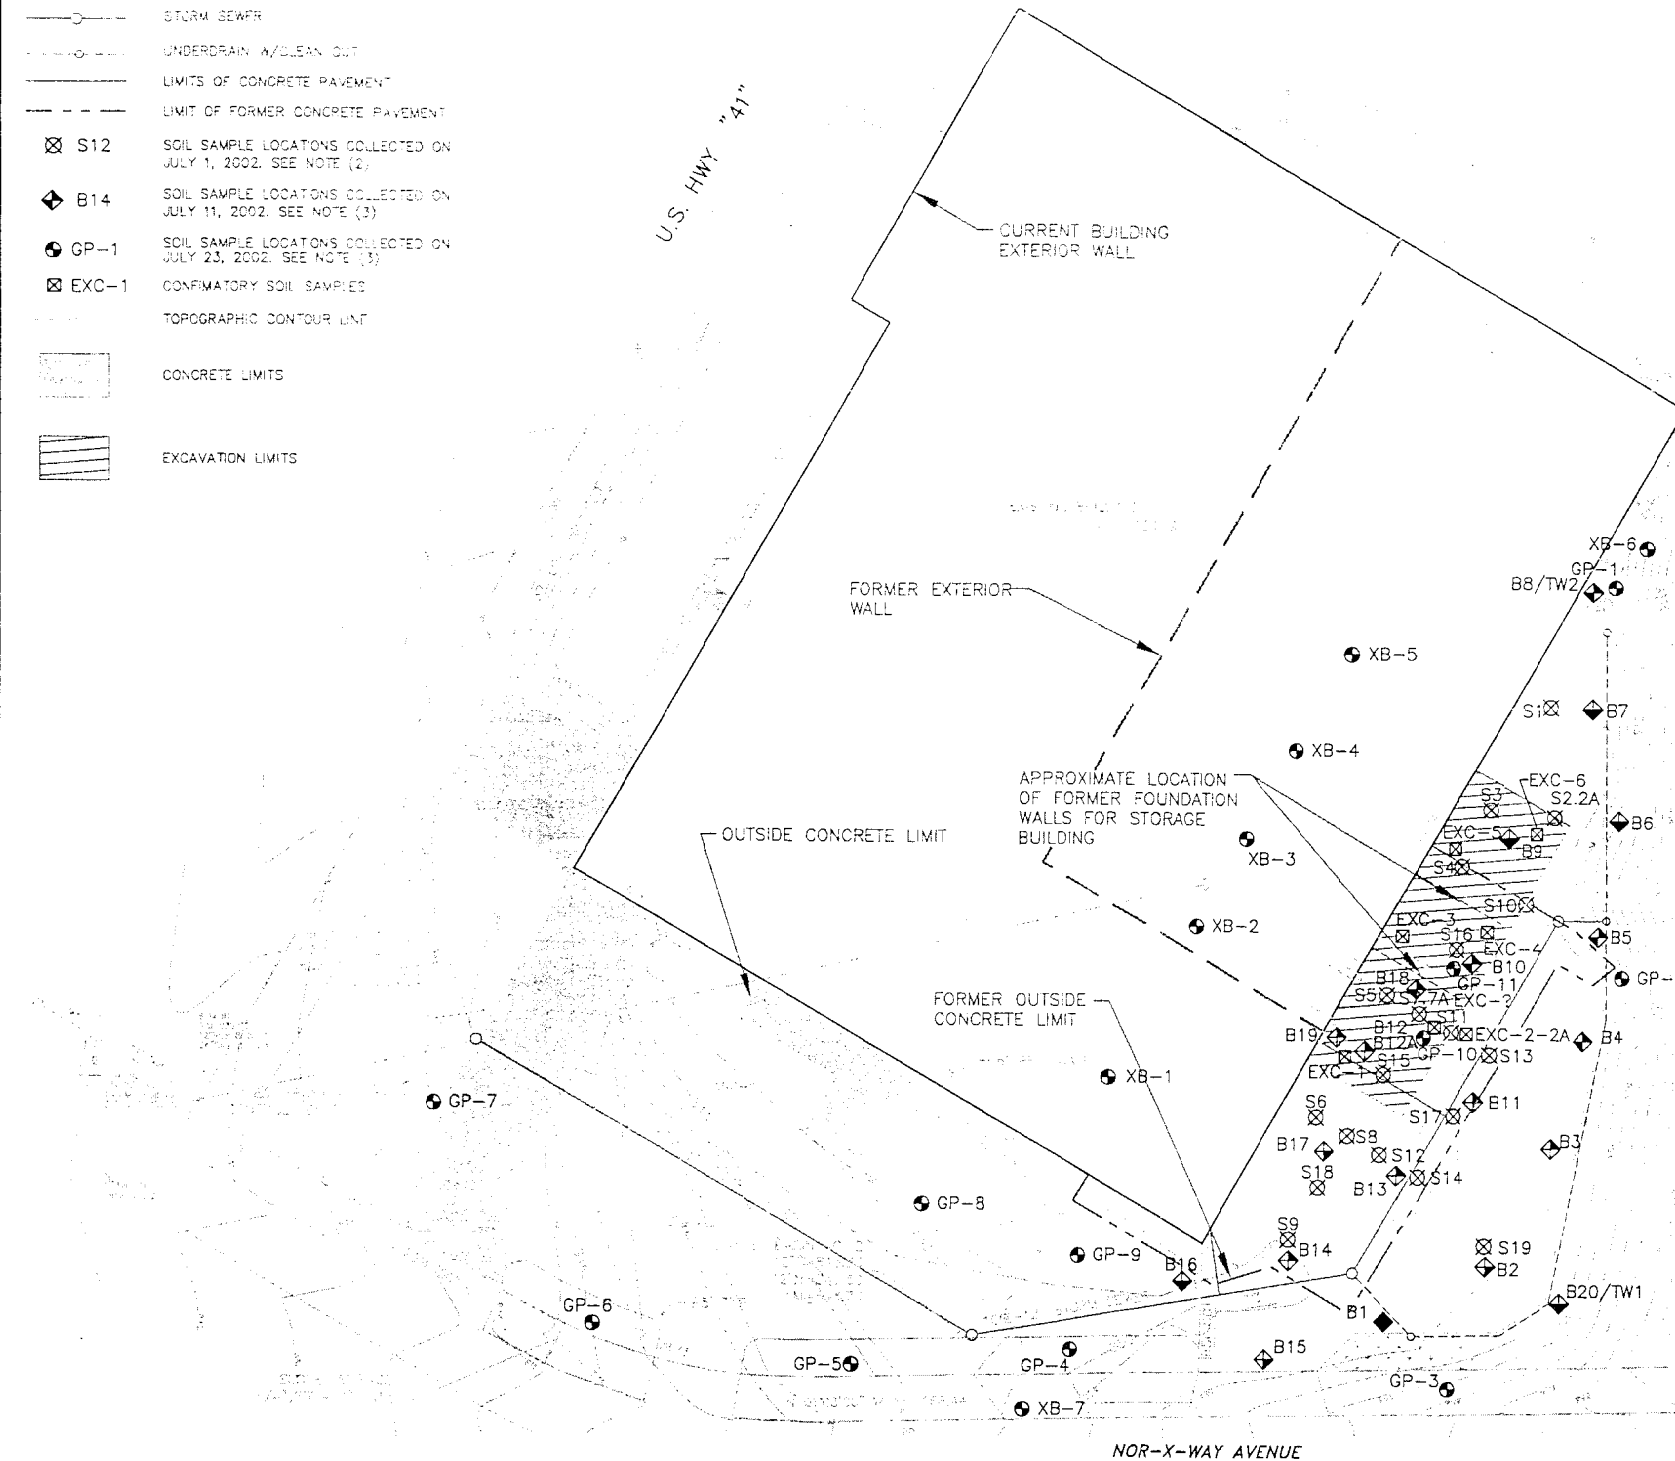 STORM SEWER
UNDERDRAIN W/CLEAN OUT
LIMITS OF CONCRETE PAVEMENT
LIMIT OF FORMER CONCRETE PAVEMENT
S12
SOIL SAMPLE LOCATONS COLLECTED ON
JULY 1, 2002. SEE NOTE (2)
B14
SOIL SAMPLE LOCATONS COLLECTED ON
JULY 11, 2002. SEE NOTE (3)
GP-1
SOIL SAMPLE LOCATONS COLLECTED ON
JULY 23, 2002. SEE NOTE (3)
EXC-1
CONFIMATORY SOIL SAMPLES
TOPOGRAPHIC CONTOUR LINE
CONCRETE LIMITS
EXCAVATION LIMITS
U.S. HWY "41"
CURRENT BUILDING
EXTERIOR WALL
FORMER EXTERIOR
WALL
XB-6
GP-1
B8/TW2
XB-5
S1
B7
XB-4
APPROXIMATE LOCATION
OF FORMER FOUNDATION
WALLS FOR STORAGE
BUILDING
EXC-6
S3
S2.2A
B6
OUTSIDE CONCRETE LIMIT
EXC-5
B9
XB-3
S4
S10
XB-2
EXC-3
S16
B5
EXC-4
B10
GP-
B18
GP-11
S5
FORMER OUTSIDE
CONCRETE LIMIT
S11
B19
B12
EXC-2-2A
B4
B12A
GP-10
S13
S15
EXC-1
XB-1
GP-7
S6
S17
B11
B17
S8
B3
S12
S18
B13
S14
GP-8
S9
B14
S19
GP-9
B16
B2
B20/TW1
GP-6
B1
GP-5
GP-4
B15
GP-3
XB-7
NOR-X-WAY AVENUE